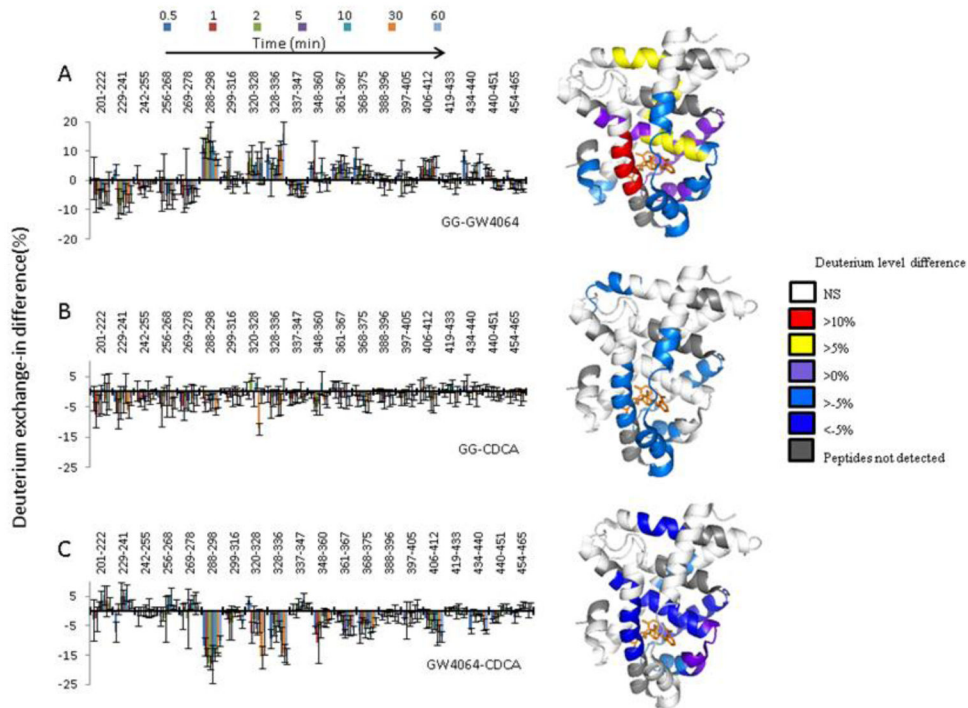 0.5 1 2 5 10 30 60
Time (min)
A
201-222 229-241 242-255 256-268 269-278 288-298 299-316 320-328 328-336 337-347 348-360 361-367 368-375 388-396 397-405 406-412 419-433 434-440 440-451 454-465
20
10
0
-10
-20
GG-GW4064
Deuterium exchange-in difference(%)
B
201-222 229-241 242-255 256-268 269-278 288-298 299-316 320-328 328-336 337-347 348-360 361-367 368-375 388-396 397-405 406-412 419-433 434-440 440-451 454-465
5
-5
-15
-25
GG-CDCA
C
201-222 229-241 242-255 256-268 269-278 288-298 299-316 320-328 328-336 337-347 348-360 361-367 368-375 388-396 397-405 406-412 419-433 434-440 440-451 454-465
5
-5
-15
-25
GW4064-CDCA
Deuterium level difference
NS
>10%
>5%
>0%
>-5%
<-5%
Peptides not detected